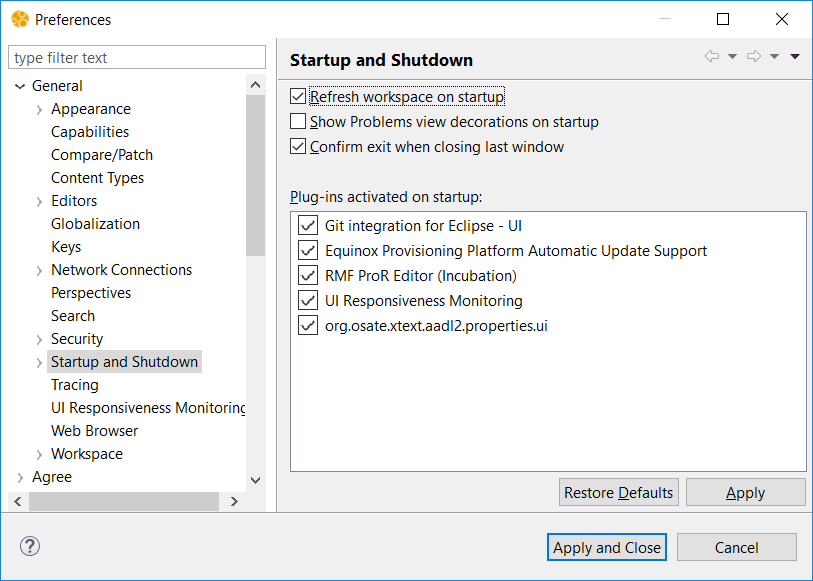 Preferences
type filter text
General
Appearance
Capabilities
Compare/Patch
Content Types
Editors
Globalization
Keys
Network Connections
Perspectives
Search
Security
Startup and Shutdown
Tracing
UI Responsiveness Monitoring
Web Browser
Workspace
Agree
Startup and Shutdown
Refresh workspace on startup
Show Problems view decorations on startup
Confirm exit when closing last window
Plug-ins activated on startup:
Git integration for Eclipse - UI
Equinox Provisioning Platform Automatic Update Support
RMF ProR Editor (Incubation)
UI Responsiveness Monitoring
org.osate.xtext.aadl2.properties.ui
Restore Defaults
Apply
?
Apply and Close
Cancel